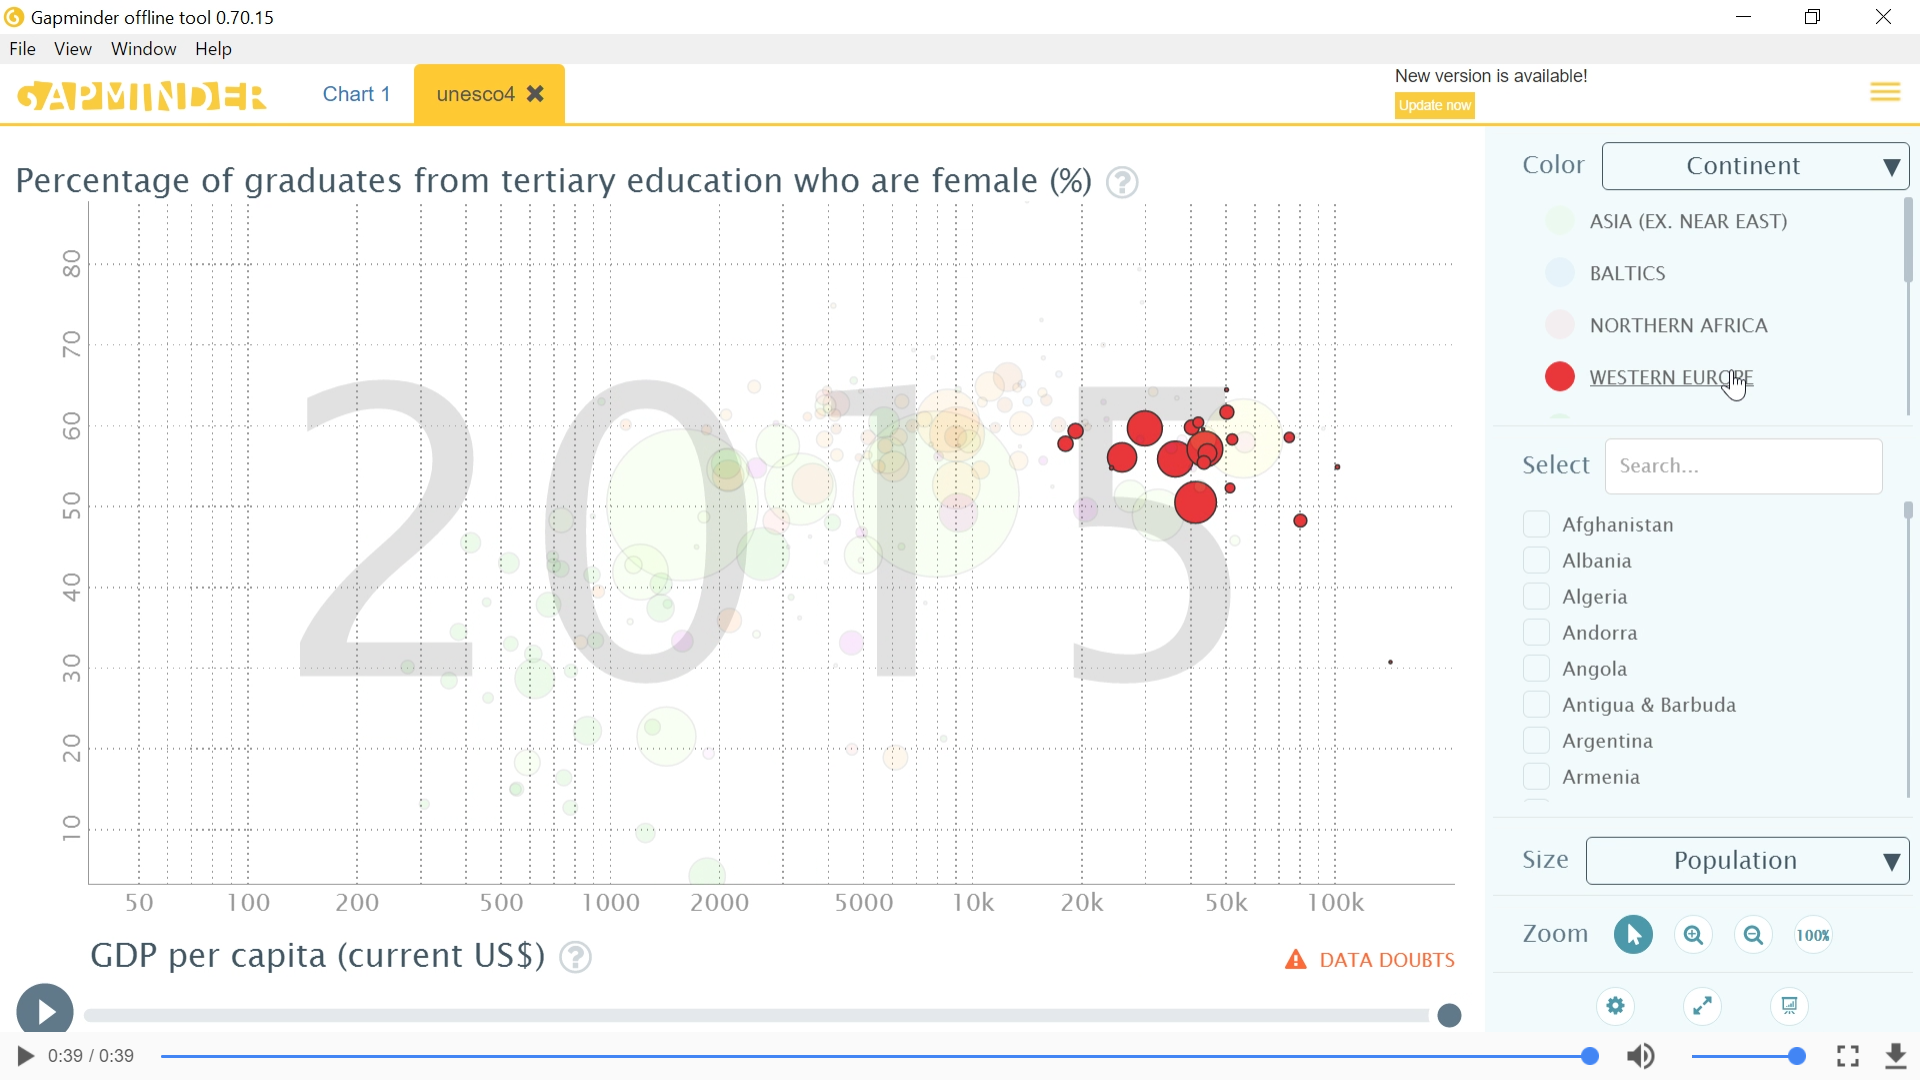 Gapminder offline tool 0.70.15
File View Window Help
GAPMINDER
Chart 1
unesco4
New version is available!
Update now
Percentage of graduates from tertiary education who are female (%) ?
2015
80
70
60
50
40
30
20
10
50 100 200 500 1000 2000 5000 10k 20k 50k 100k
GDP per capita (current US$) ?
DATA DOUBTS
Color Continent
ASIA (EX. NEAR EAST)
BALTICS
NORTHERN AFRICA
WESTERN EUROPE
Select Search...
Afghanistan
Albania
Algeria
Andorra
Angola
Antigua & Barbuda
Argentina
Armenia
Size Population
Zoom 100%
0:39 / 0:39